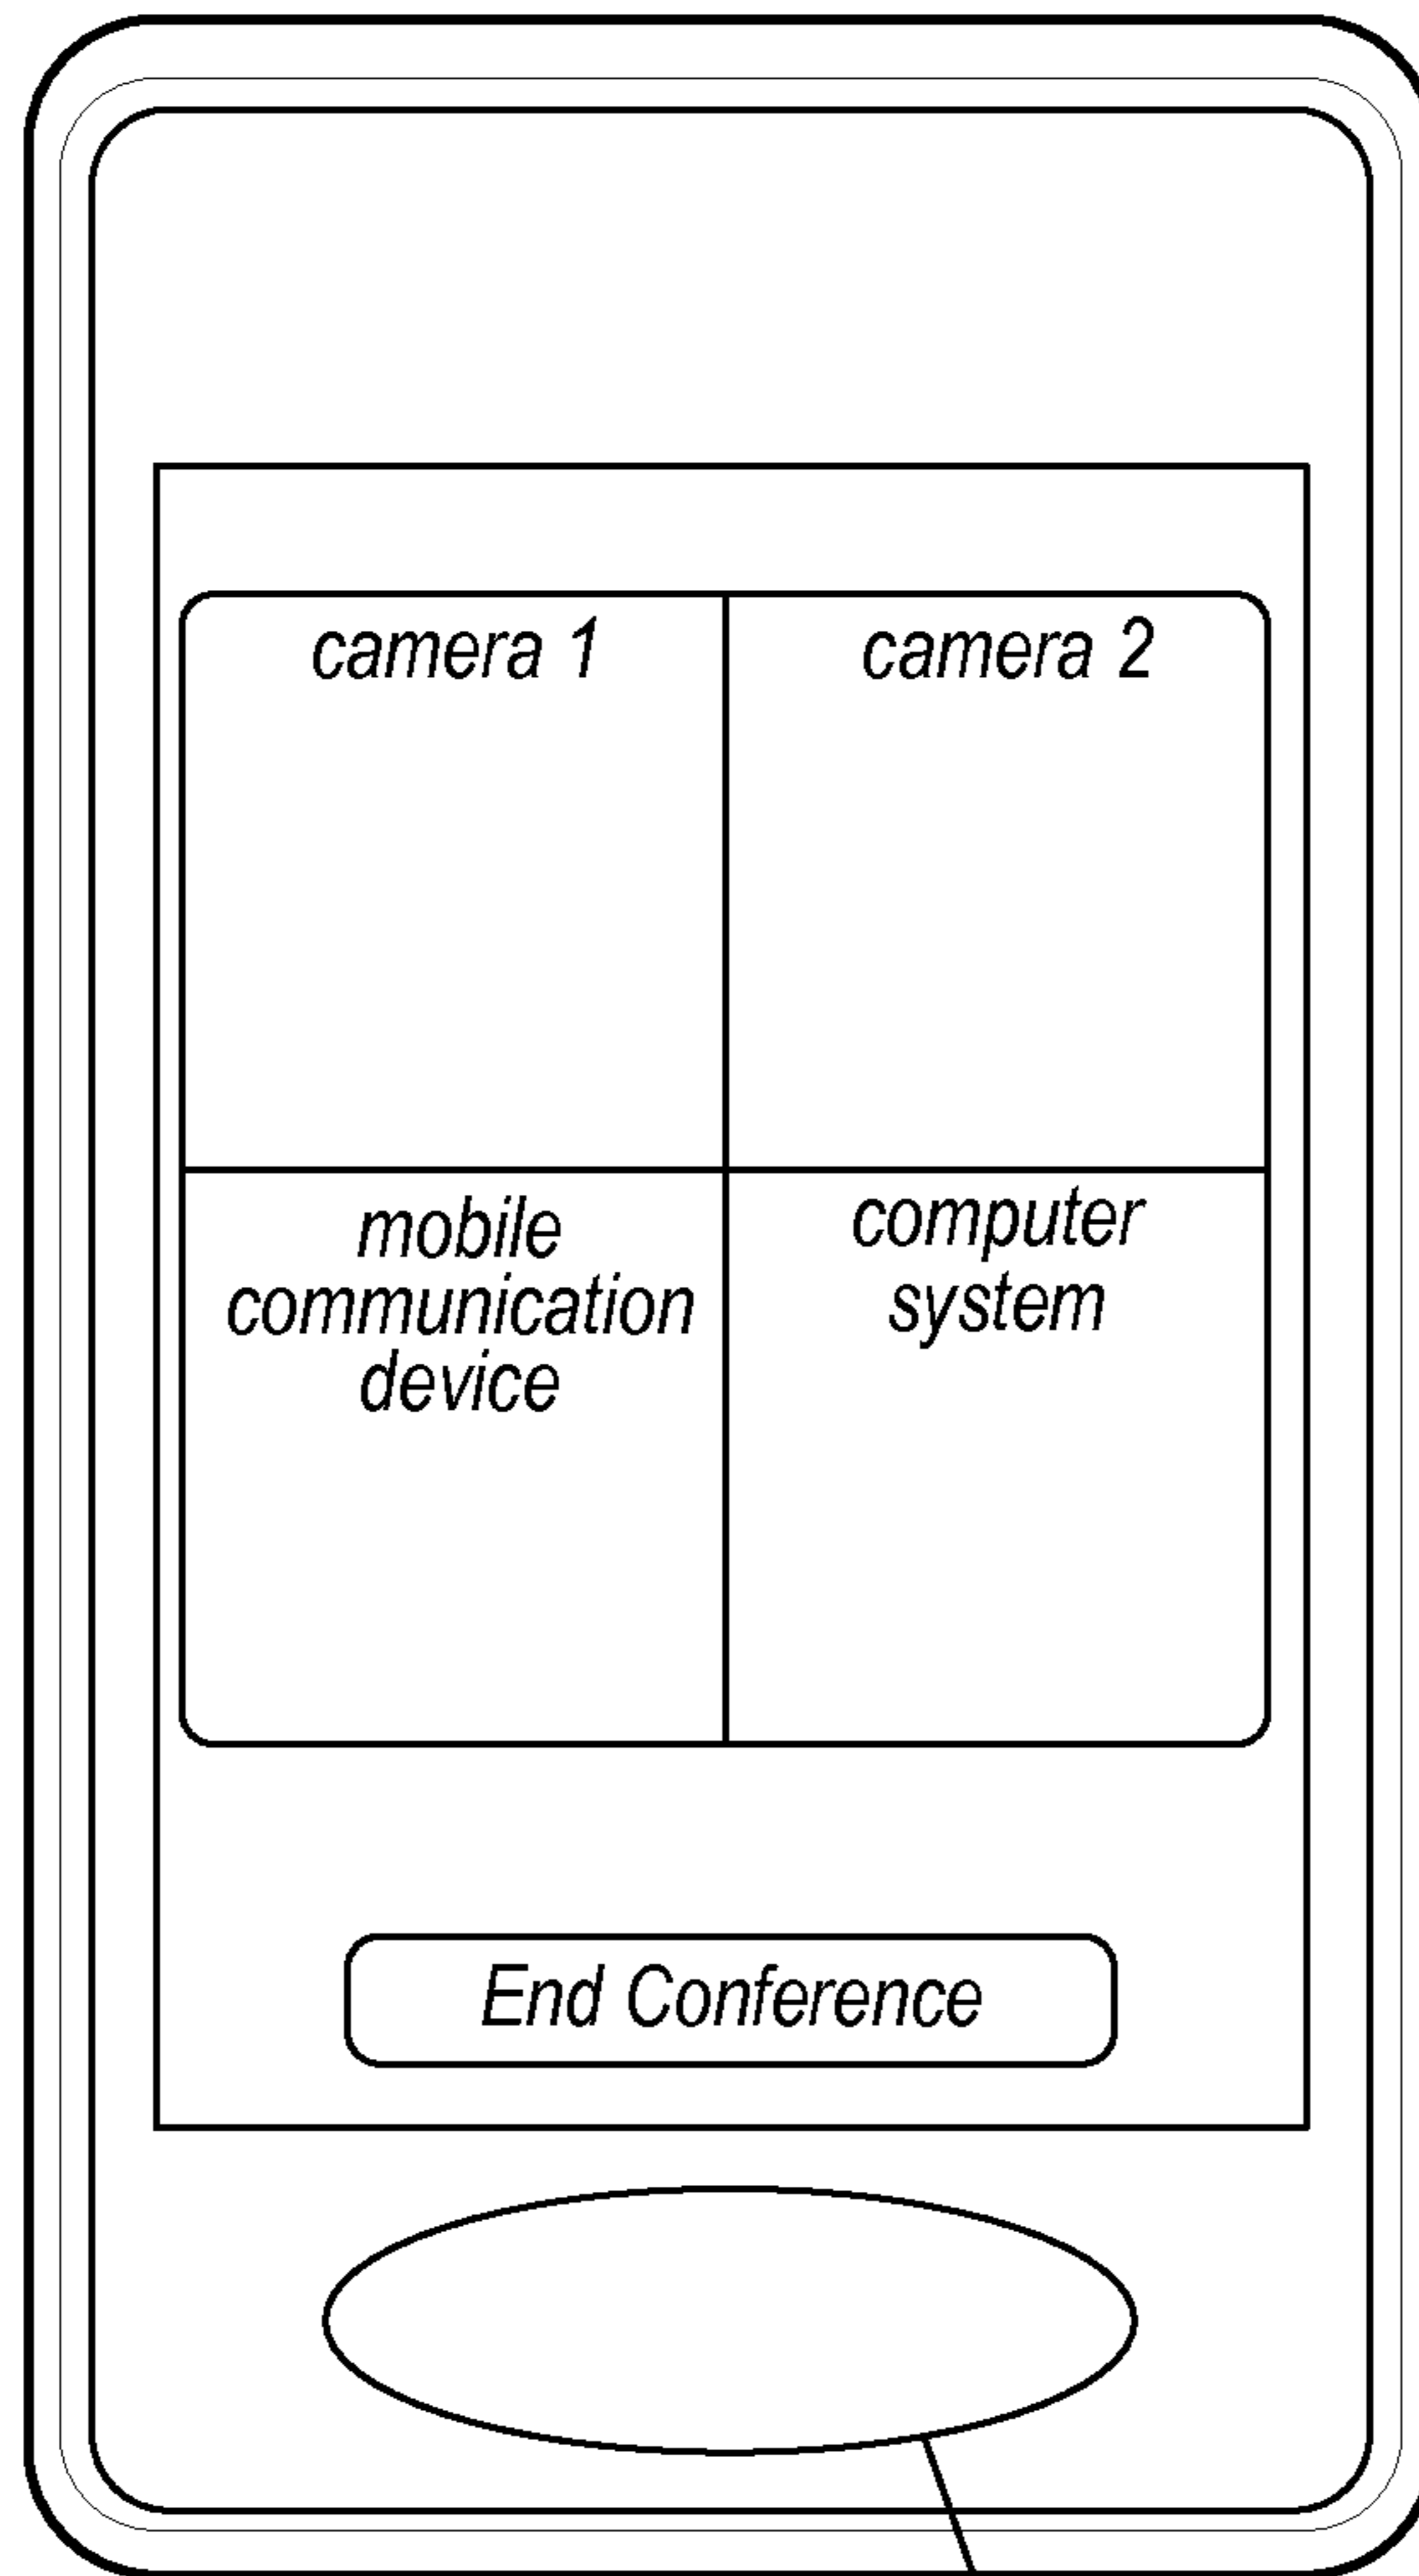 camera 1
camera 2
mobile
communication
device
computer
system
End Conference